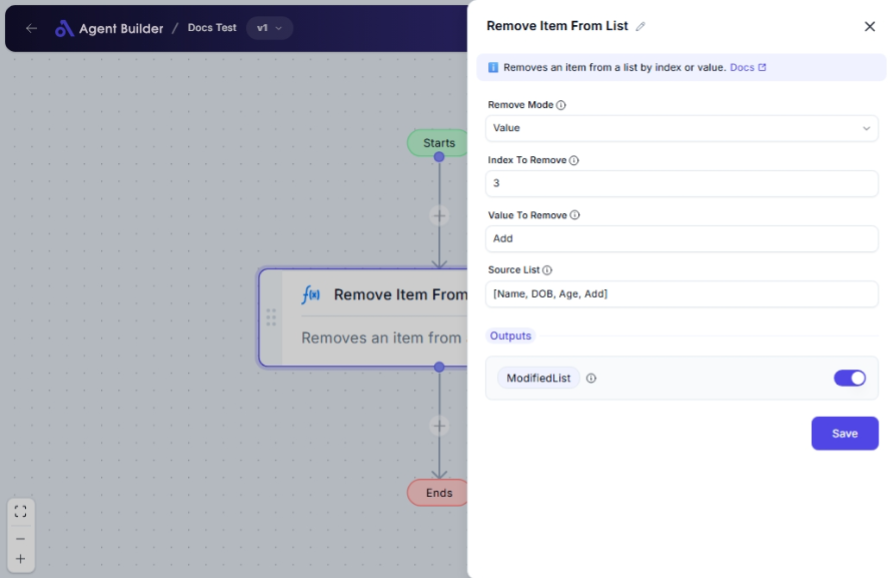 Agent Builder / Docs Test v1
Starts
Remove Item From
Removes an item from
Ends
Remove Item From List
Removes an item from a list by index or value. Docs
Remove Mode
Value
Index To Remove
3
Value To Remove
Add
Source List
[Name, DOB, Age, Add]
Outputs
ModifiedList
Save